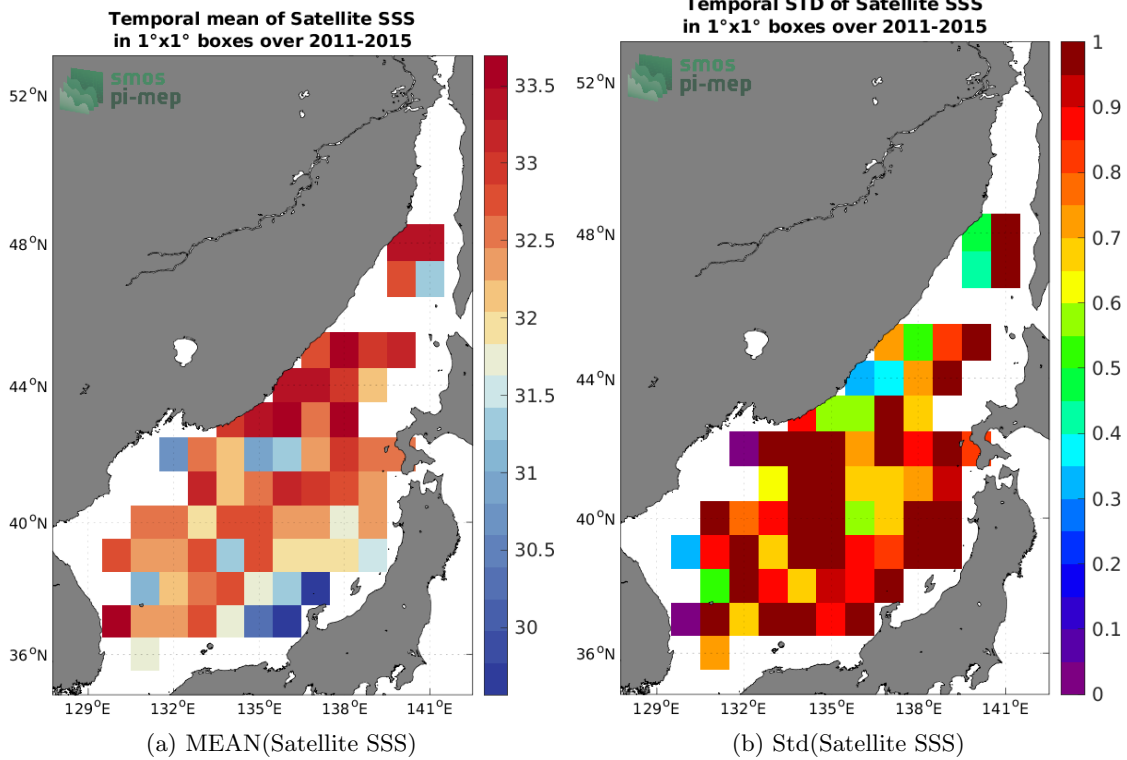 Temporal mean of Satellite SSS
in 1°x1° boxes over 2011-2015
smos
pi-mep
52°N
48°N
44°N
40°N
36°N
129°E 132°E 135°E 138°E 141°E
33.5
33
32.5
32
31.5
31
30.5
30
(a) MEAN(Satellite SSS)
Temporal STD of Satellite SSS
in 1°x1° boxes over 2011-2015
smos
pi-mep
52°N
48°N
44°N
40°N
36°N
129°E 132°E 135°E 138°E 141°E
1
0.9
0.8
0.7
0.6
0.5
0.4
0.3
0.2
0.1
0
(b) Std(Satellite SSS)